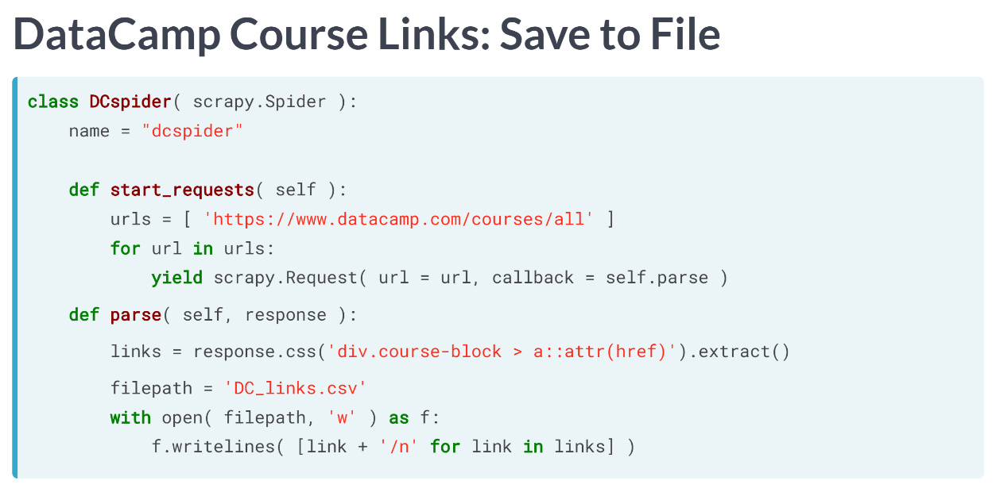 DataCamp Course Links: Save to File
class DCspider( scrapy.Spider ):
    name = "dcspider"
    def start_requests( self ):
        urls = [ 'https://www.datacamp.com/courses/all' ]
        for url in urls:
            yield scrapy.Request( url = url, callback = self.parse )
    def parse( self, response ):
        links = response.css('div.course-block > a::attr(href)').extract()
        filepath = 'DC_links.csv'
        with open( filepath, 'w' ) as f:
            f.writelines( [link + '/n' for link in links] )